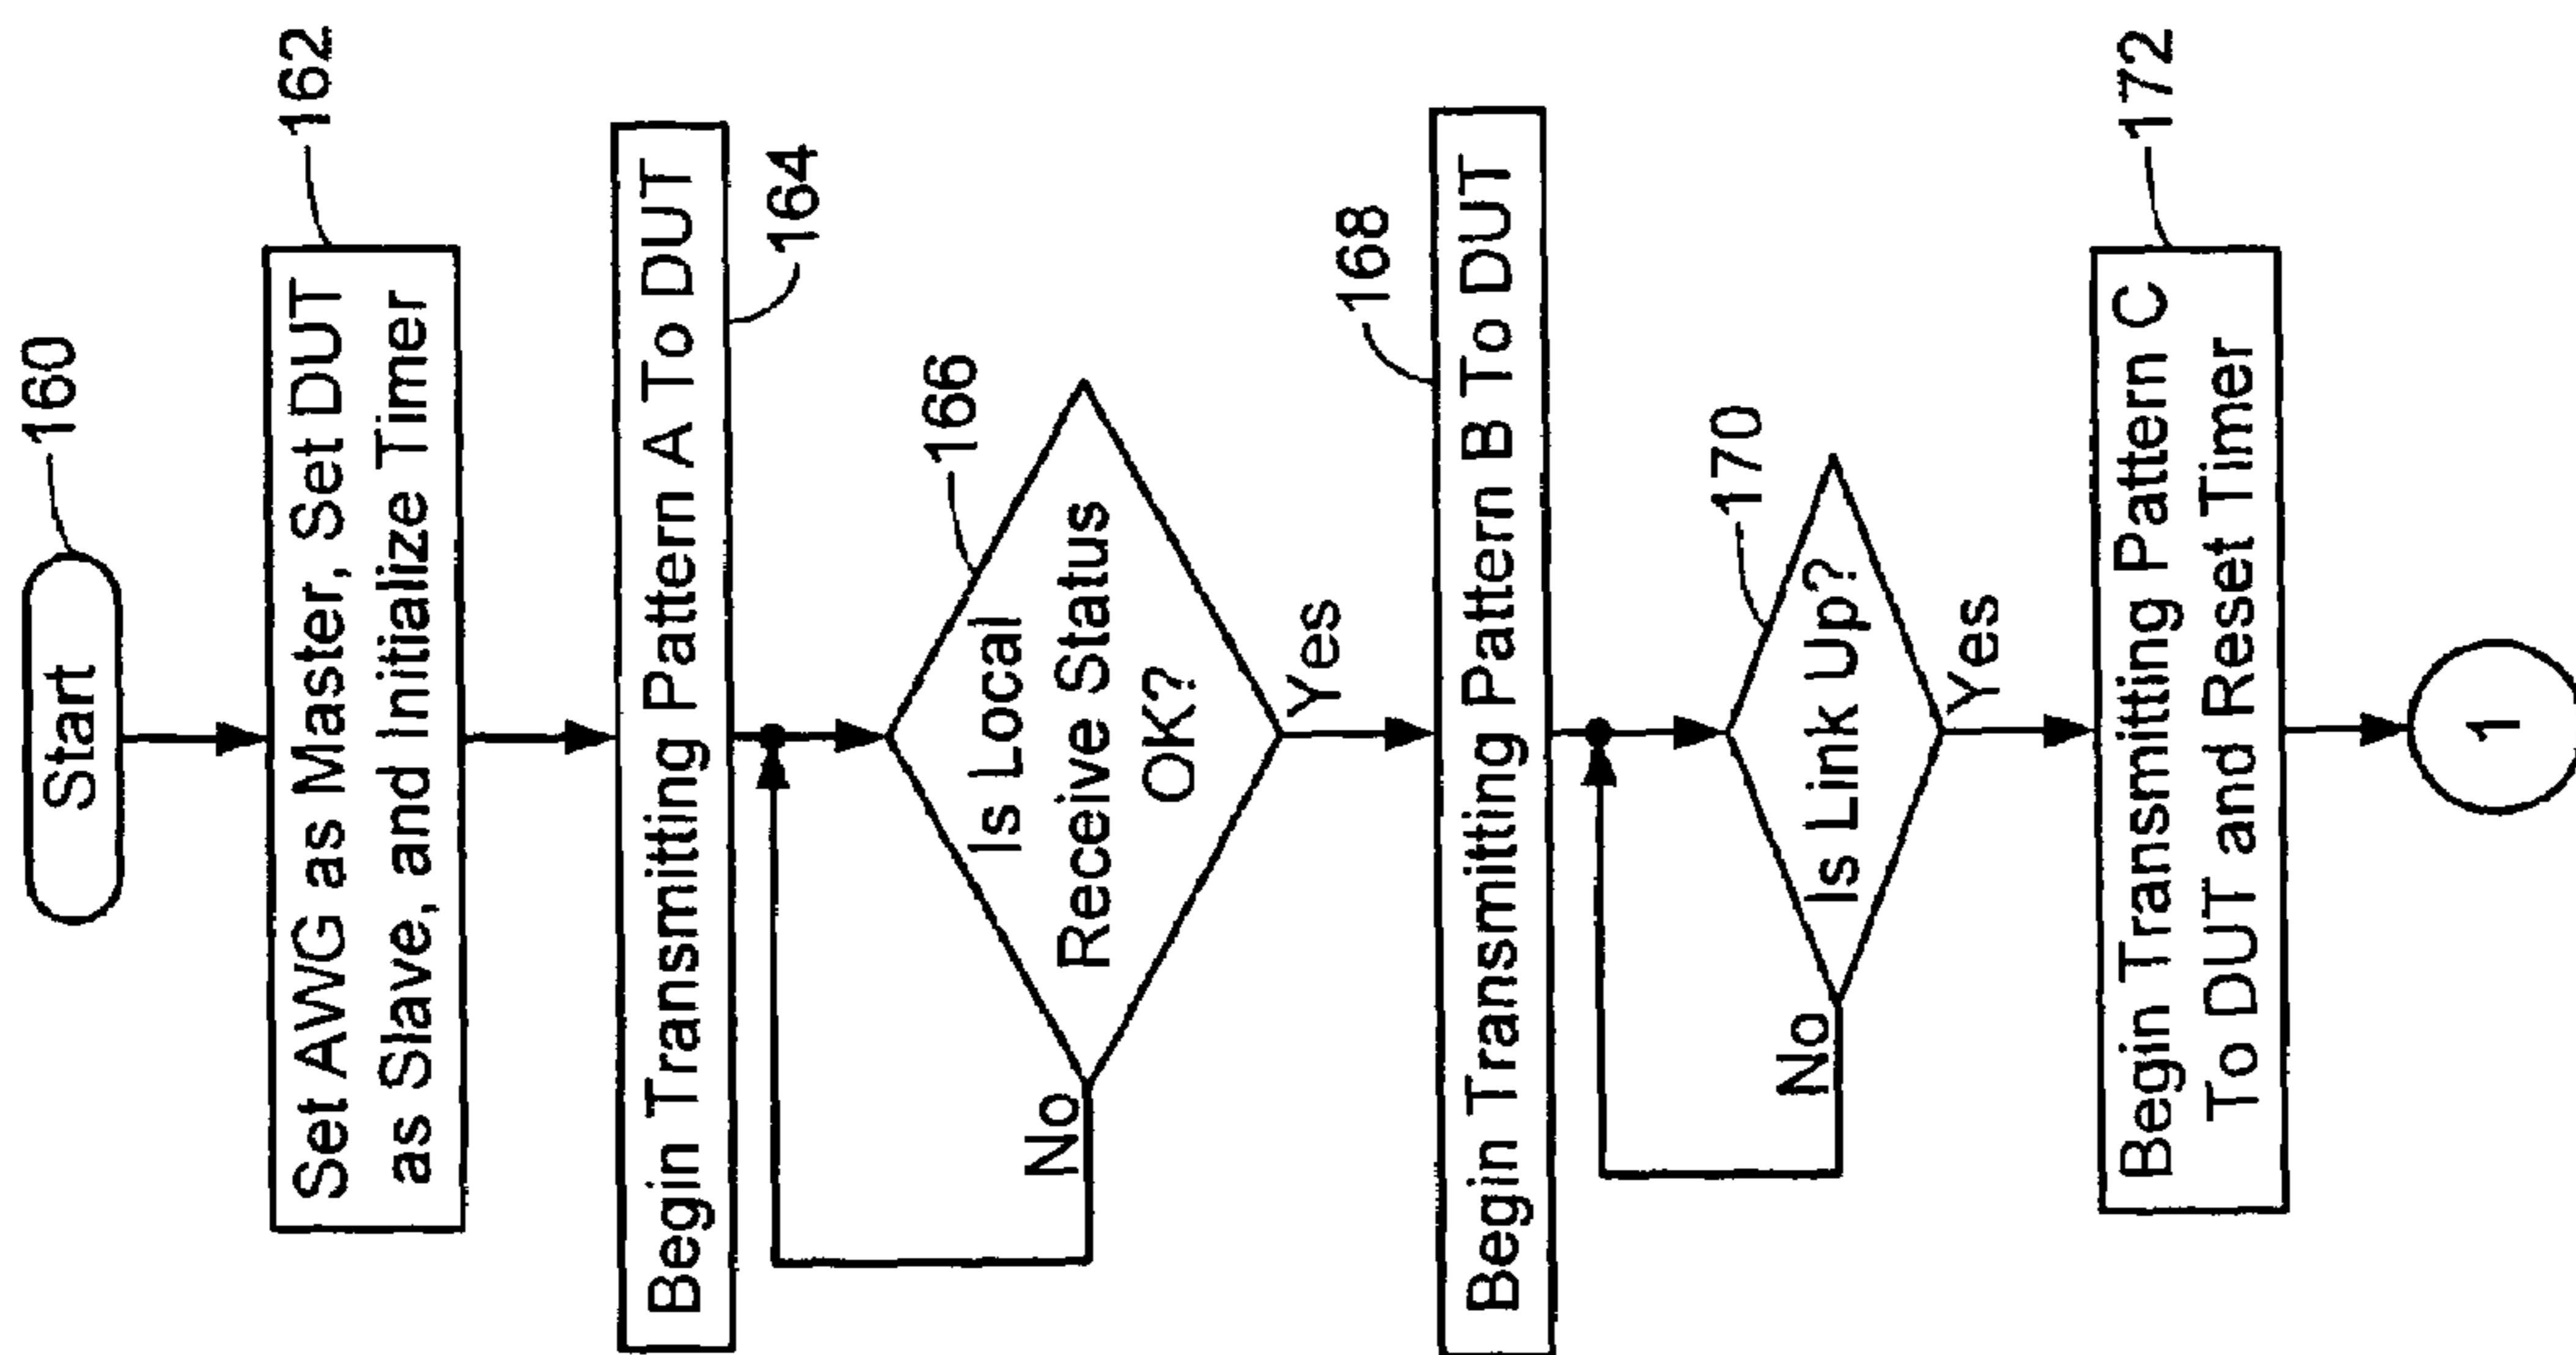 Start
160
Set AWG as Master, Set DUT
as Slave, and Initialize Timer
162
Begin Transmitting Pattern A To DUT
164
Is Local
Receive Status
OK?
166
No
Yes
Begin Transmitting Pattern B To DUT
168
Is Link Up?
170
No
Yes
Begin Transmitting Pattern C
To DUT and Reset Timer
172
1